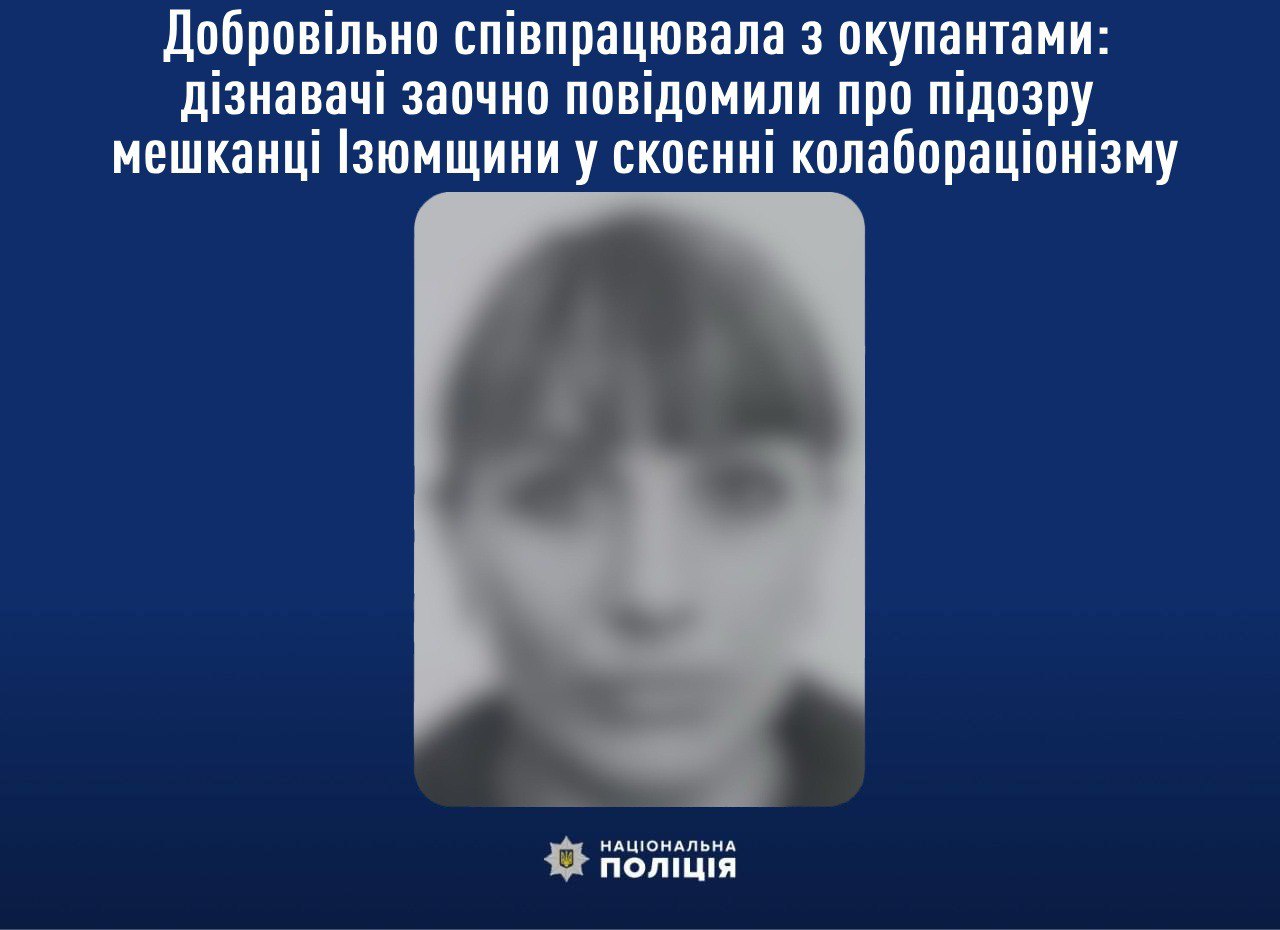 Добровільно співпрацювала з окупантами:
дізнавачі заочно повідомили про підозру
мешканці Ізюмщини у скоєнні колабораціонізму
НАЦІОНАЛЬНА
ПОЛІЦІЯ